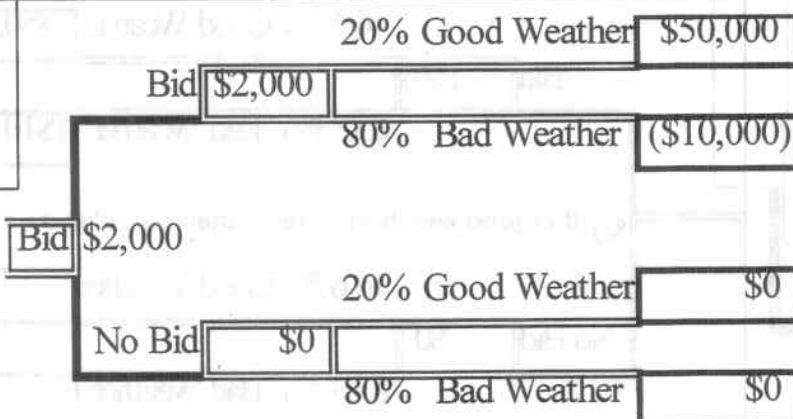 20% Good Weather $50,000
Bid $2,000
80% Bad Weather ($10,000)
Bid $2,000
20% Good Weather $0
No Bid $0
80% Bad Weather $0